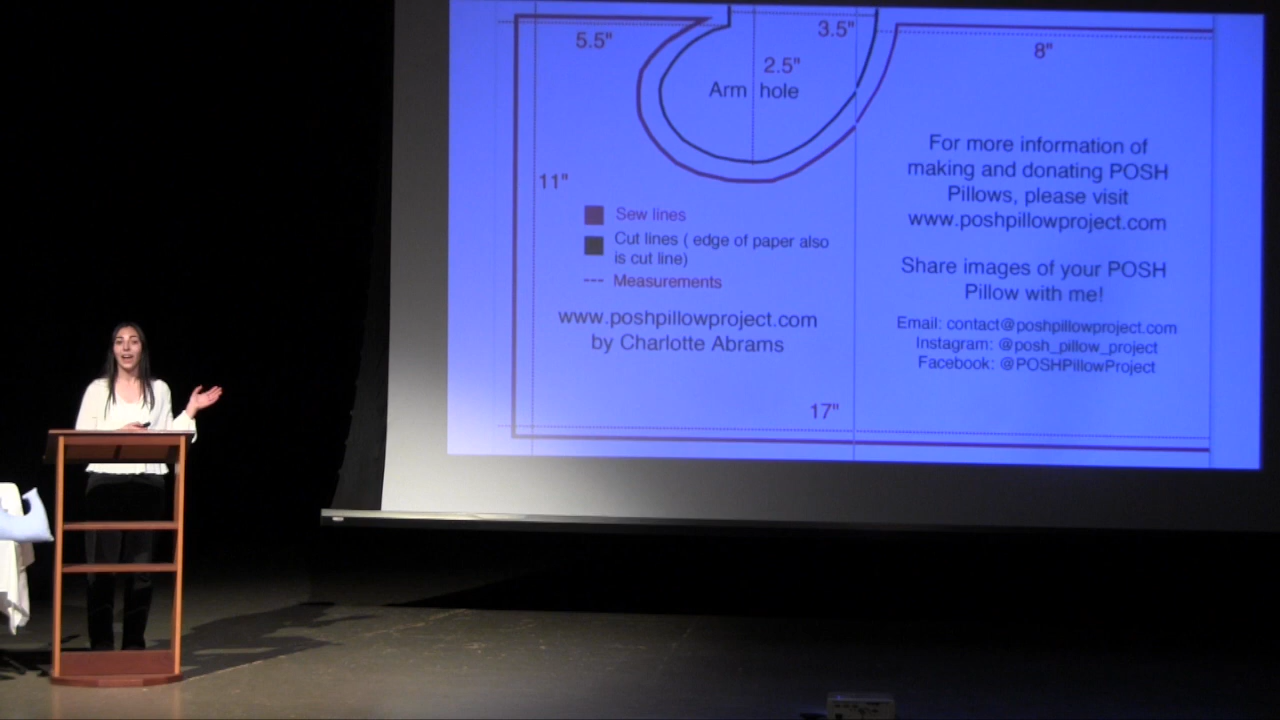 5.5"
3.5"
8"
2.5"
Arm hole
11"
Sew lines
Cut lines ( edge of paper also
is cut line)
--- Measurements
www.poshpillowproject.com
by Charlotte Abrams
17"
For more information of
making and donating POSH
Pillows, please visit
www.poshpillowproject.com
Share images of your POSH
Pillow with me!
Email: contact@poshpillowproject.com
Instagram: @posh_pillow_project
Facebook: @POSHPillowProject